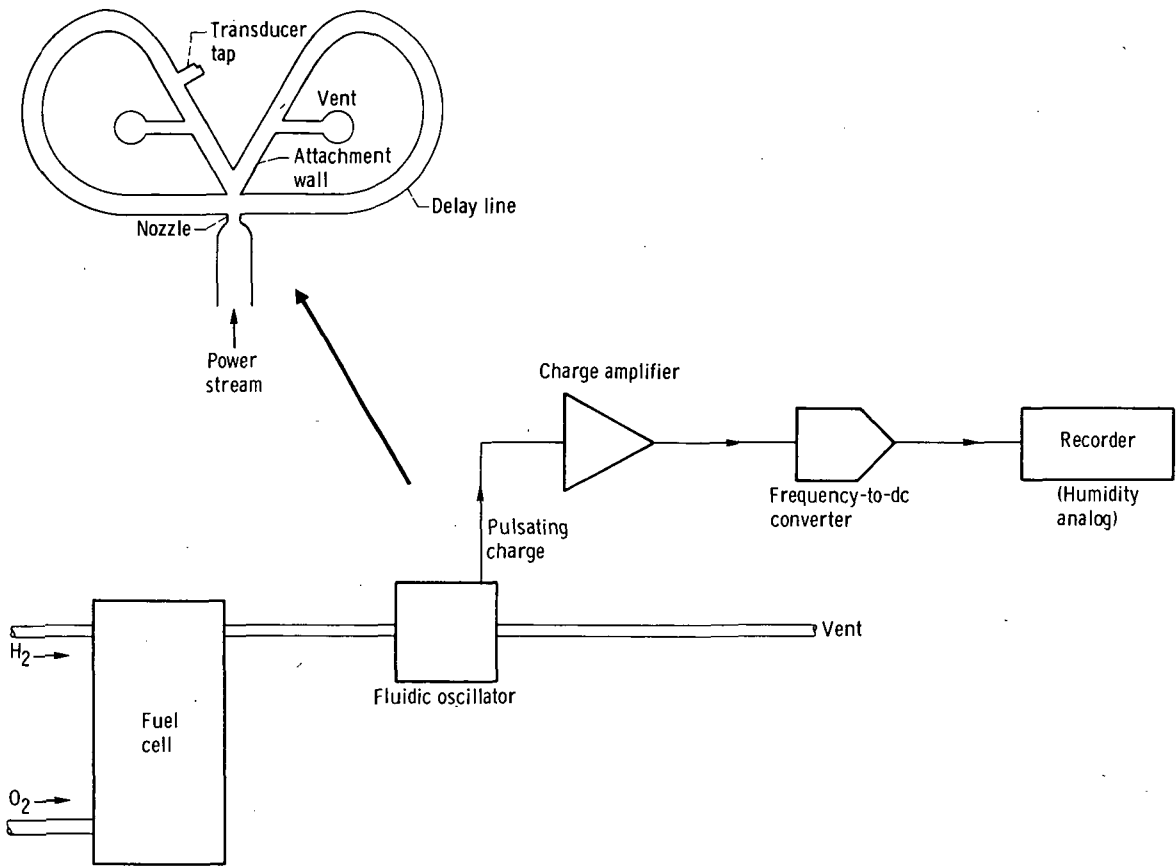 Transducer
tap
Vent
Attachment
wall
Delay line
Nozzle
Power
stream
Charge amplifier
Recorder
Frequency-to-dc
converter
(Humidity
analog)
Pulsating
charge
H2
Vent
Fluidic oscillator
Fuel
cell
O2